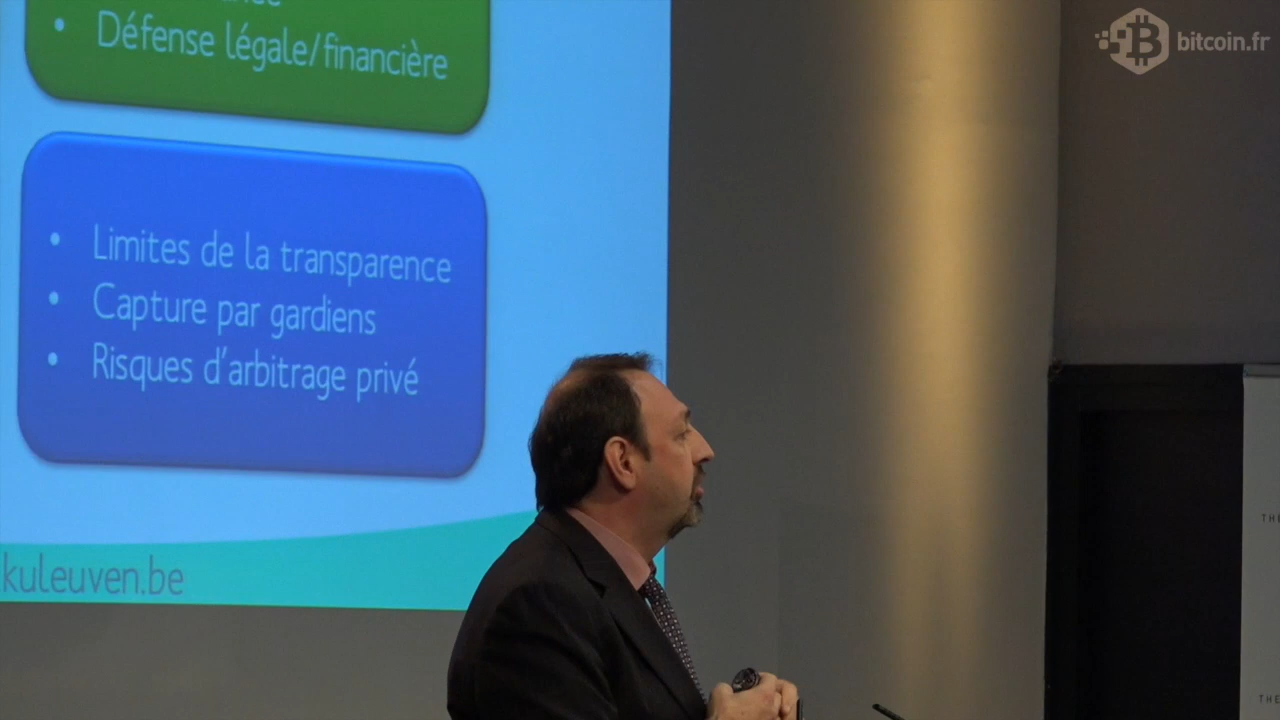 • Défense légale/financière
• Limites de la transparence
• Capture par gardiens
• Risques d'arbitrage privé
kuleuven.be
bitcoin.fr